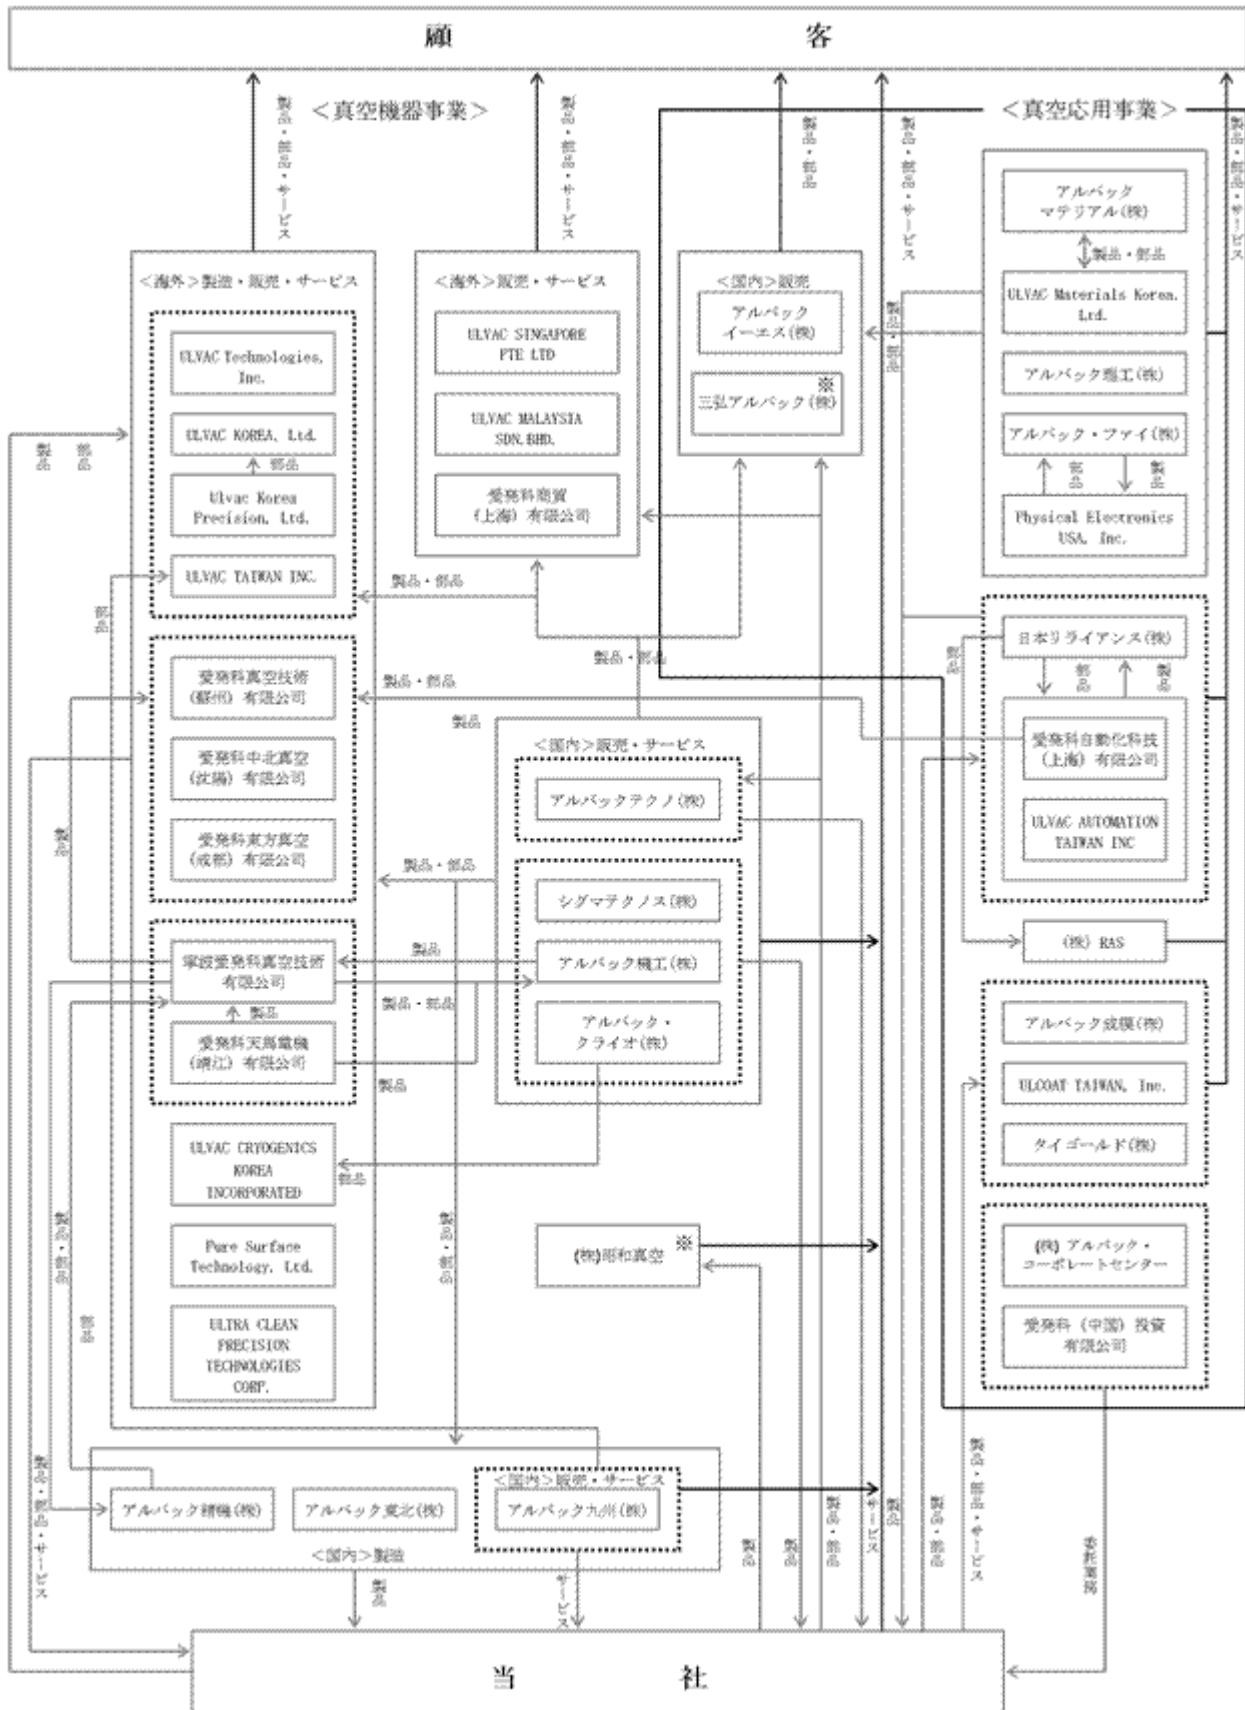 顧 客
＜真空機器事業＞
＜真空応用事業＞
製品・部品・サービス
製品・部品・サービス
製品・部品
製品・部品・サービス
製品・部品・サービス
＜海外＞製造・販売・サービス
ULVAC Technologies,
Inc.
ULVAC KOREA, Ltd.
部品
Ulvac Korea
Precision, Ltd.
ULVAC TAIWAN INC.
愛発科真空技術
(蘇州) 有限公司
愛発科中北真空
(沈陽) 有限公司
愛発科東方真空
(成都) 有限公司
寧波愛発科真空技術
有限公司
製品
愛発科天馬電機
(靖江) 有限公司
ULVAC CRYOGENICS
KOREA
INCORPORATED
Pure Surface
Technology, Ltd.
ULTRA CLEAN
PRECISION
TECHNOLOGIES
CORP.
＜海外＞販売・サービス
ULVAC SINGAPORE
PTE LTD
ULVAC MALAYSIA
SDN.BHD.
愛発科商貿
(上海) 有限公司
＜国内＞販売
アルバック
イーエス(株)
※
三弘アルバック(株)
アルバック
マテリアル(株)
製品・部品
ULVAC Materials Korea,
Ltd.
アルバック理工(株)
アルバック・ファイ(株)
部品
製品
Physical Electronics
USA, Inc.
日本リライアンス(株)
部品
製品
愛発科自動化科技
(上海) 有限公司
ULVAC AUTOMATION
TAIWAN INC
(株) RAS
アルバック成膜(株)
ULCOAT TAIWAN, Inc.
タイゴールド(株)
(株) アルバック・
コーポレートセンター
愛発科 (中国) 投資
有限公司
製品・部品
製品・部品
製品・部品
製品
＜国内＞販売・サービス
アルバックテクノ(株)
シグマテクノス(株)
アルバック機工(株)
アルバック・
クライオ(株)
製品・部品
製品
製品・部品
製品
部品
(株)昭和真空
※
＜国内＞販売・サービス
アルバック精機(株)
アルバック東北(株)
アルバック九州(株)
＜国内＞製造
製品
サービス
製品
製品・部品
サービス
製品
製品・部品
製品・部品・サービス
委託業務
製品・部品・サービス
当 社